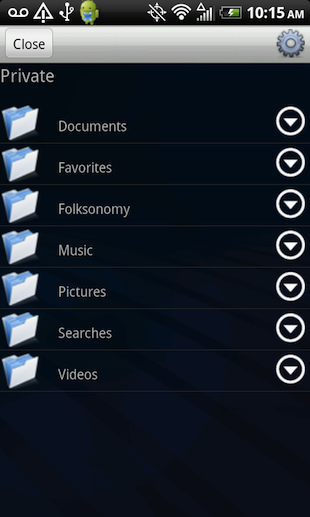 10:15 AM
Close
Private
Documents
Favorites
Folksonomy
Music
Pictures
Searches
Videos